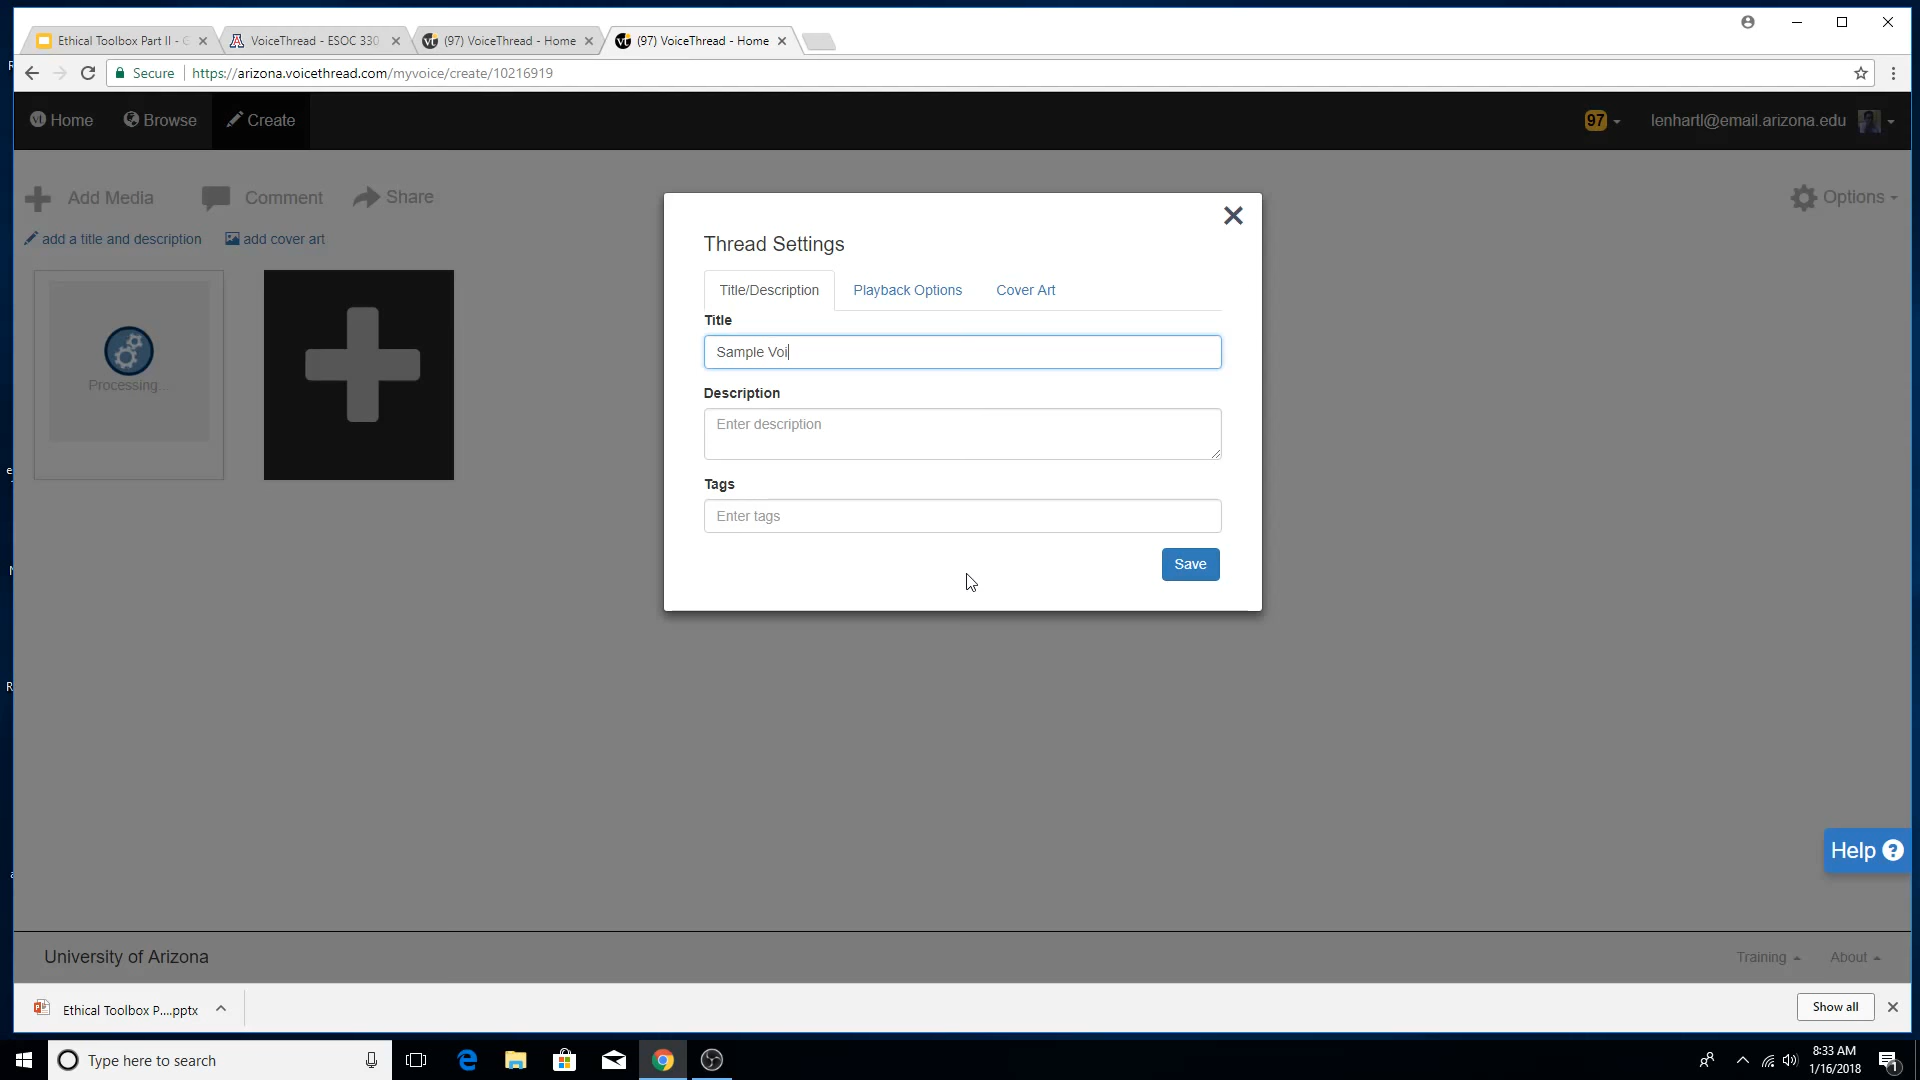 Ethical Toolbox Part II - G
VoiceThread - ESOC 330
(97) VoiceThread - Home
(97) VoiceThread - Home
Secure
https://arizona.voicethread.com/myvoice/create/10216919
Home
Browse
Create
97
lenhartl@email.arizona.edu
Add Media
Comment
Share
Options
add a title and description
add cover art
Processing...
Thread Settings
Title/Description
Playback Options
Cover Art
Title
Sample Voi
Description
Enter description
Tags
Enter tags
Save
Help ?
University of Arizona
Training
About
Ethical Toolbox P....pptx
Show all
Type here to search
8:33 AM
1/16/2018
1